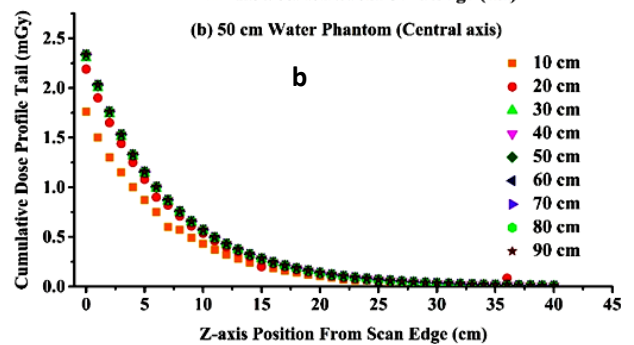 (b) 50 cm Water Phantom (Central axis)
b
Cumulative Dose Profile Tail (mGy)
2.5
2.0
1.5
1.0
0.5
0.0
10 cm
20 cm
30 cm
40 cm
50 cm
60 cm
70 cm
80 cm
90 cm
0 5 10 15 20 25 30 35 40 45
Z-axis Position From Scan Edge (cm)